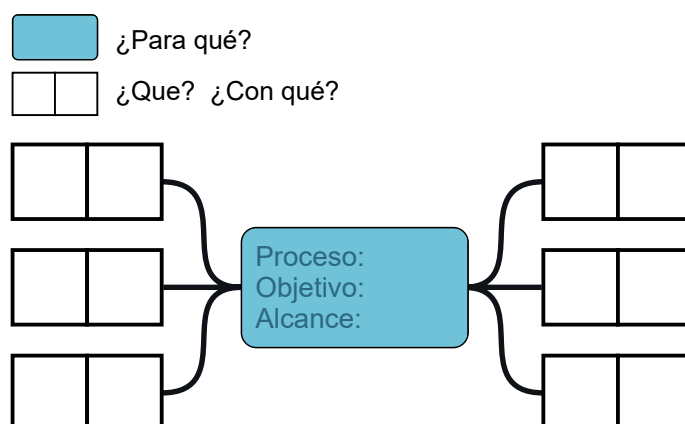 ¿Para qué?
¿Que? ¿Con qué?
Proceso:
Objetivo:
Alcance: